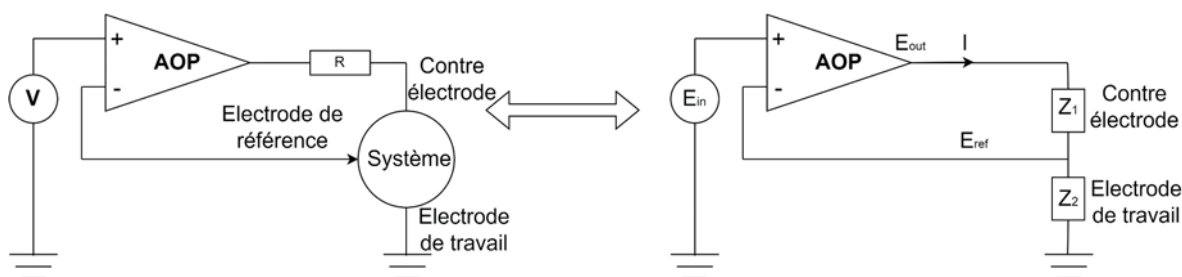 +
AOP
-
V
R
Contre
électrode
Electrode de
référence
Système
Electrode
de travail
+
AOP
-
Ein
Eout
I
Z1
Contre
électrode
Eref
Z2
Electrode
de travail